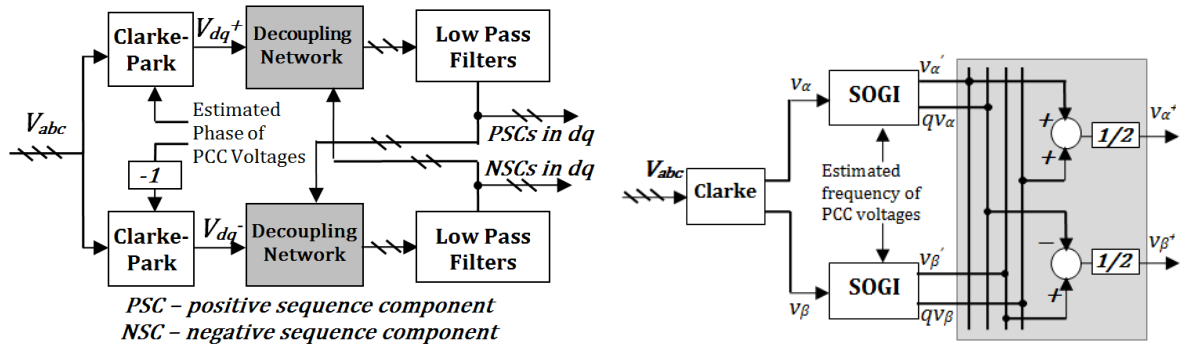 Clarke-
Park
V_dq^+
Decoupling
Network
Low Pass
Filters
V_abc
Estimated
Phase of
PCC Voltages
-1
PSCs in dq
NSCs in dq
Clarke-
Park
V_dq^-
Decoupling
Network
Low Pass
Filters
PSC – positive sequence component
NSC – negative sequence component
V_abc
Clarke
v_α
SOGI
v_α'
qv_α
Estimated
frequency of
PCC voltages
v_β
SOGI
v_β'
qv_β
+
+
1/2
v_α^+
−
+
1/2
v_β^+